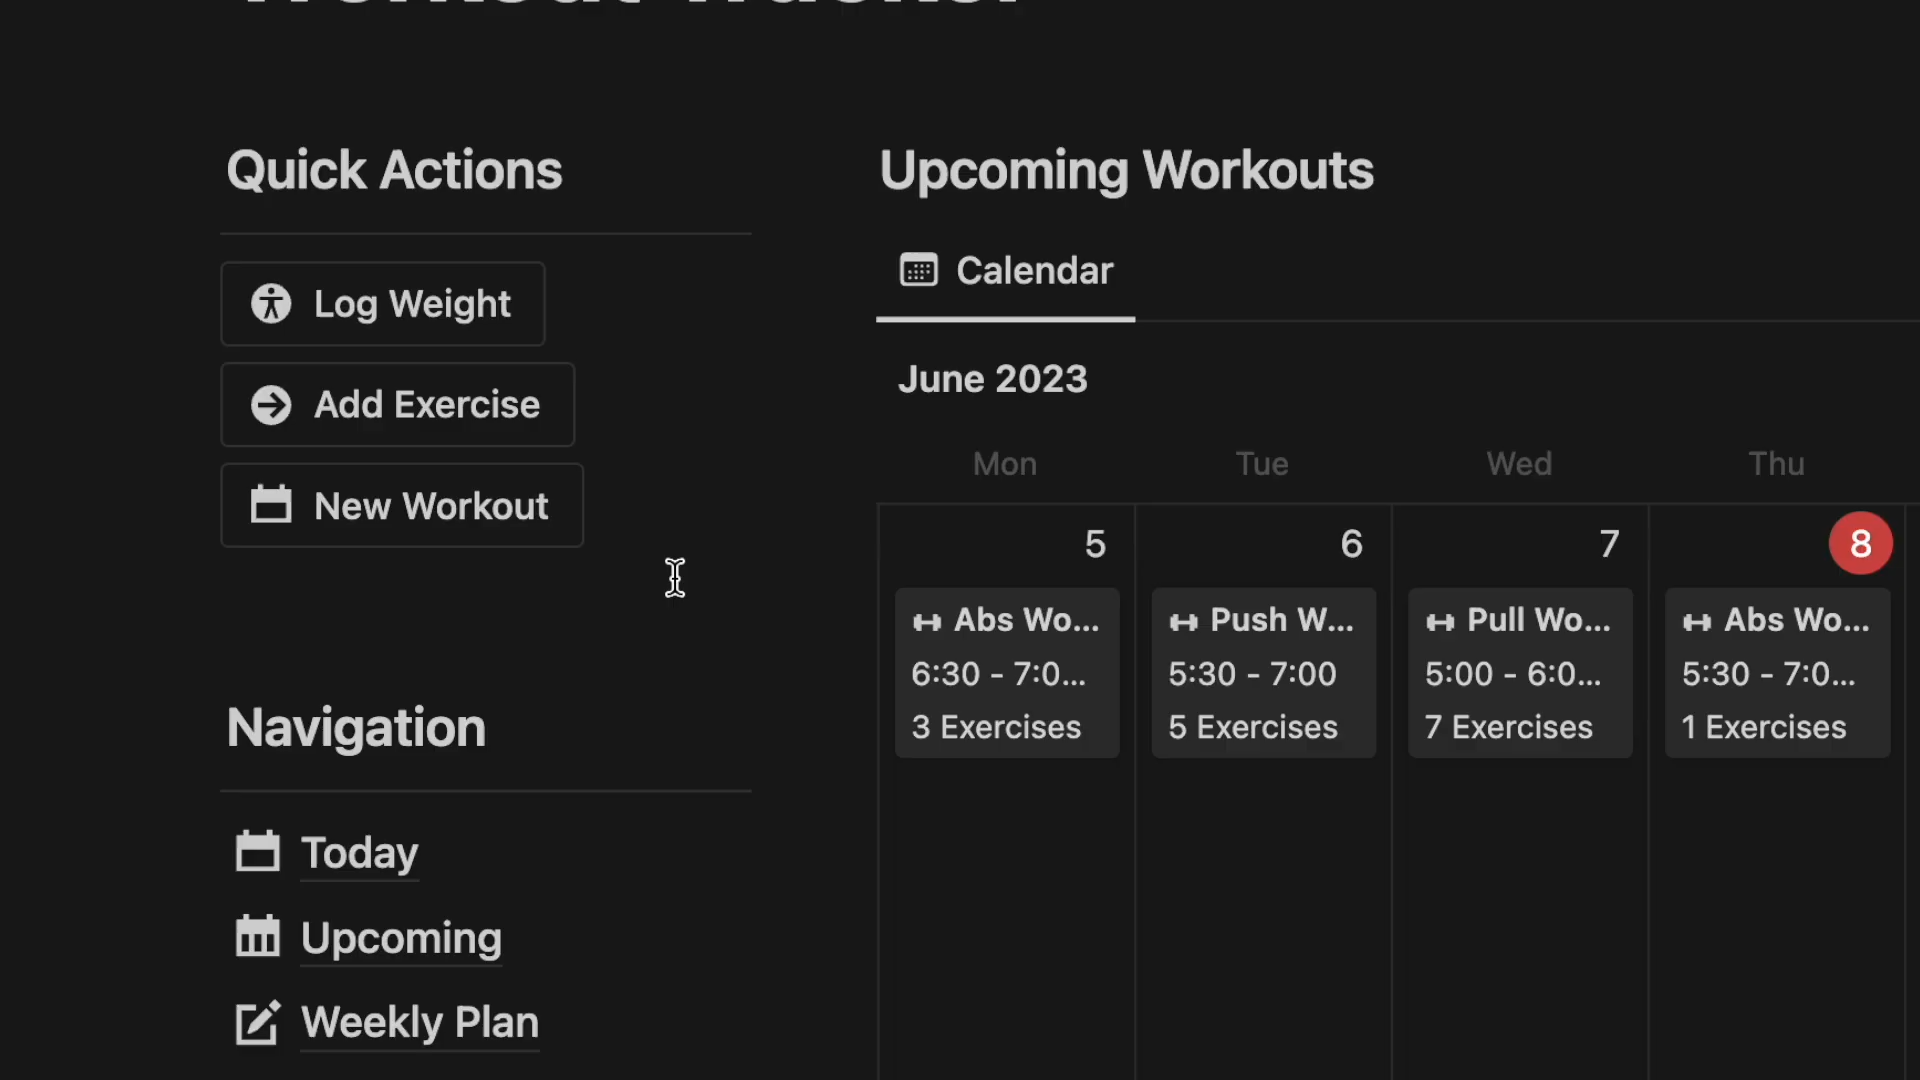 Workout Tracker
Quick Actions
Log Weight
Add Exercise
New Workout
Navigation
Today
Upcoming
Weekly Plan
Upcoming Workouts
Calendar
June 2023
Mon Tue Wed Thu
5 6 7 8
Abs Wo... Push W... Pull Wo... Abs Wo...
6:30 - 7:0... 5:30 - 7:00 5:00 - 6:0... 5:30 - 7:0...
3 Exercises 5 Exercises 7 Exercises 1 Exercises